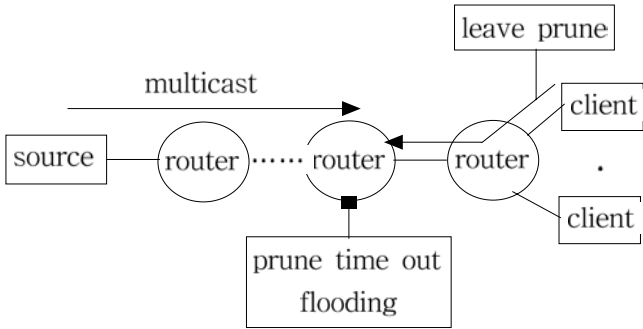 leave prune
multicast
client
source
router
······
router
router
.
client
prune time out
flooding